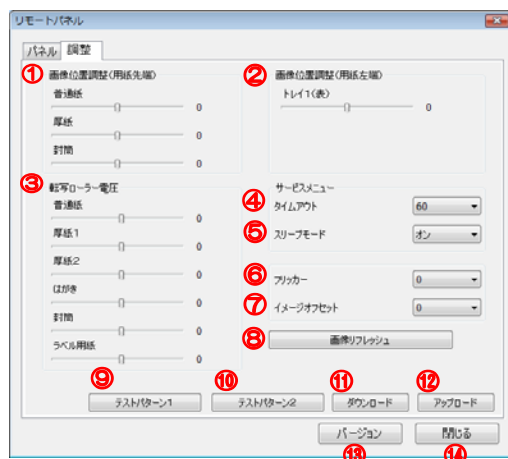 リモートパネル
パネル 調整
① 画像位置調整(用紙先端)
普通紙
0
厚紙
0
封筒
0
② 画像位置調整(用紙左端)
トレイ1(表)
0
③ 転写ローラー電圧
普通紙
0
厚紙1
0
厚紙2
0
はがき
0
封筒
0
ラベル用紙
0
サービスメニュー
④ タイムアウト 60
⑤ スリープモード オン
⑥ フリッカー 0
⑦ イメージオフセット 0
⑧ 画像リフレッシュ
⑨ ⑩ ⑪ ⑫
テストパターン1 テストパターン2 ダウンロード アップロード
バージョン 閉じる
⑬ ⑭